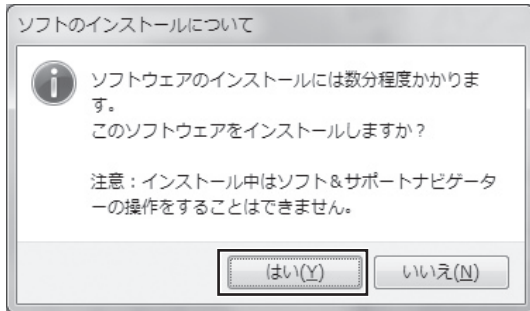 ソフトのインストールについて
ソフトウェアのインストールには数分程度かかりま
す。
このソフトウェアをインストールしますか？
注意：インストール中はソフト＆サポートナビゲータ
ーの操作をすることはできません。
はい(Y)
いいえ(N)